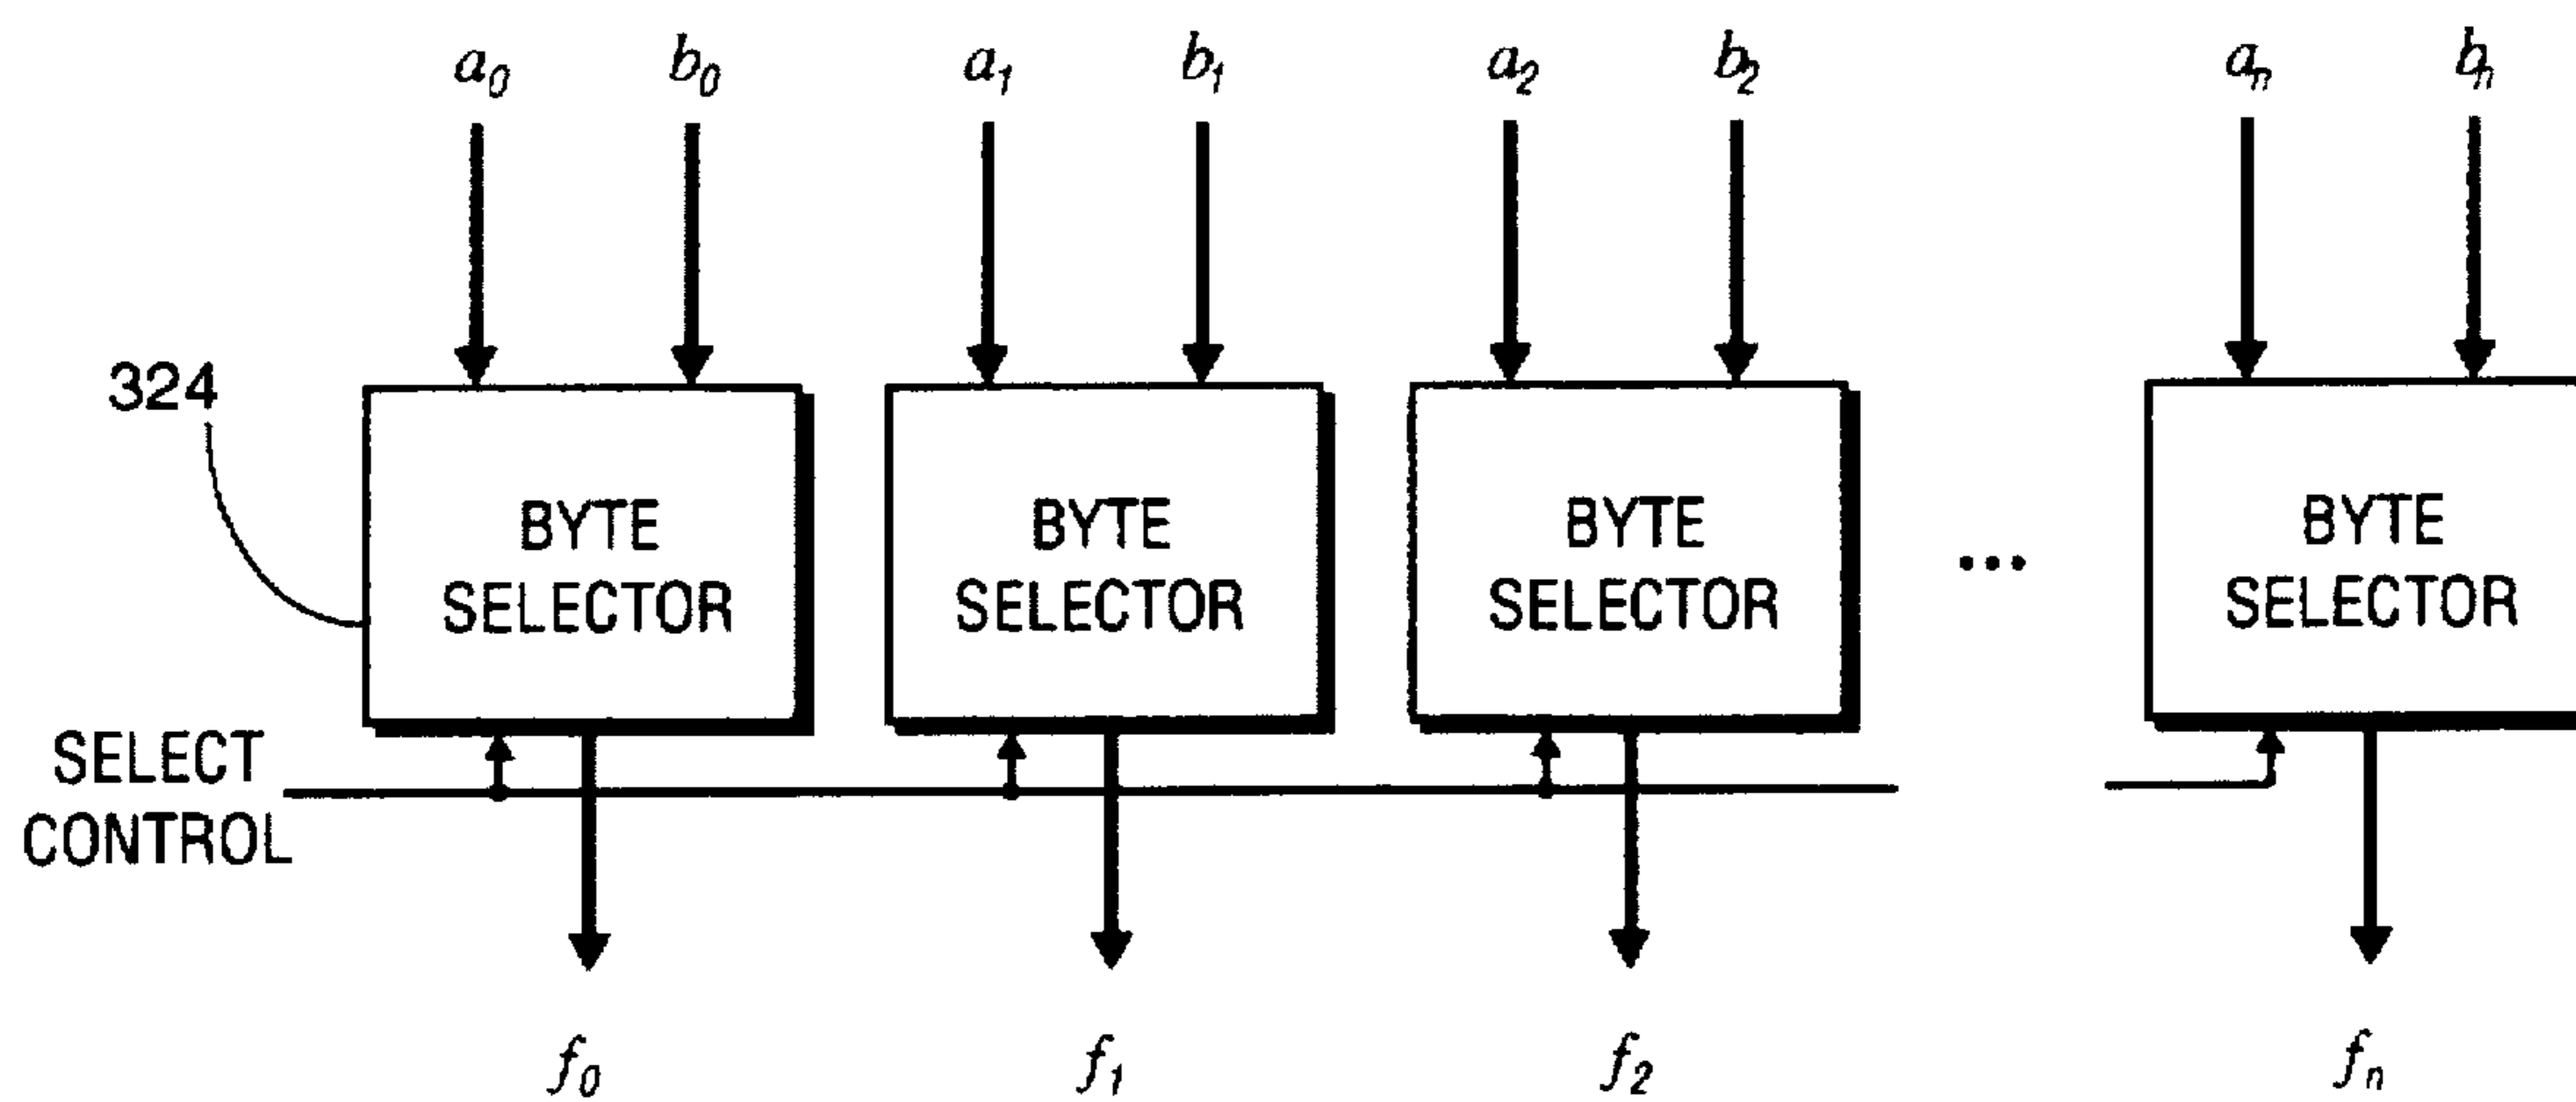 a₀ b₀ a₁ b₁ a₂ b₂ aₙ bₙ
324
BYTE SELECTOR
BYTE SELECTOR
BYTE SELECTOR
...
BYTE SELECTOR
SELECT
CONTROL
f₀ f₁ f₂ fₙ